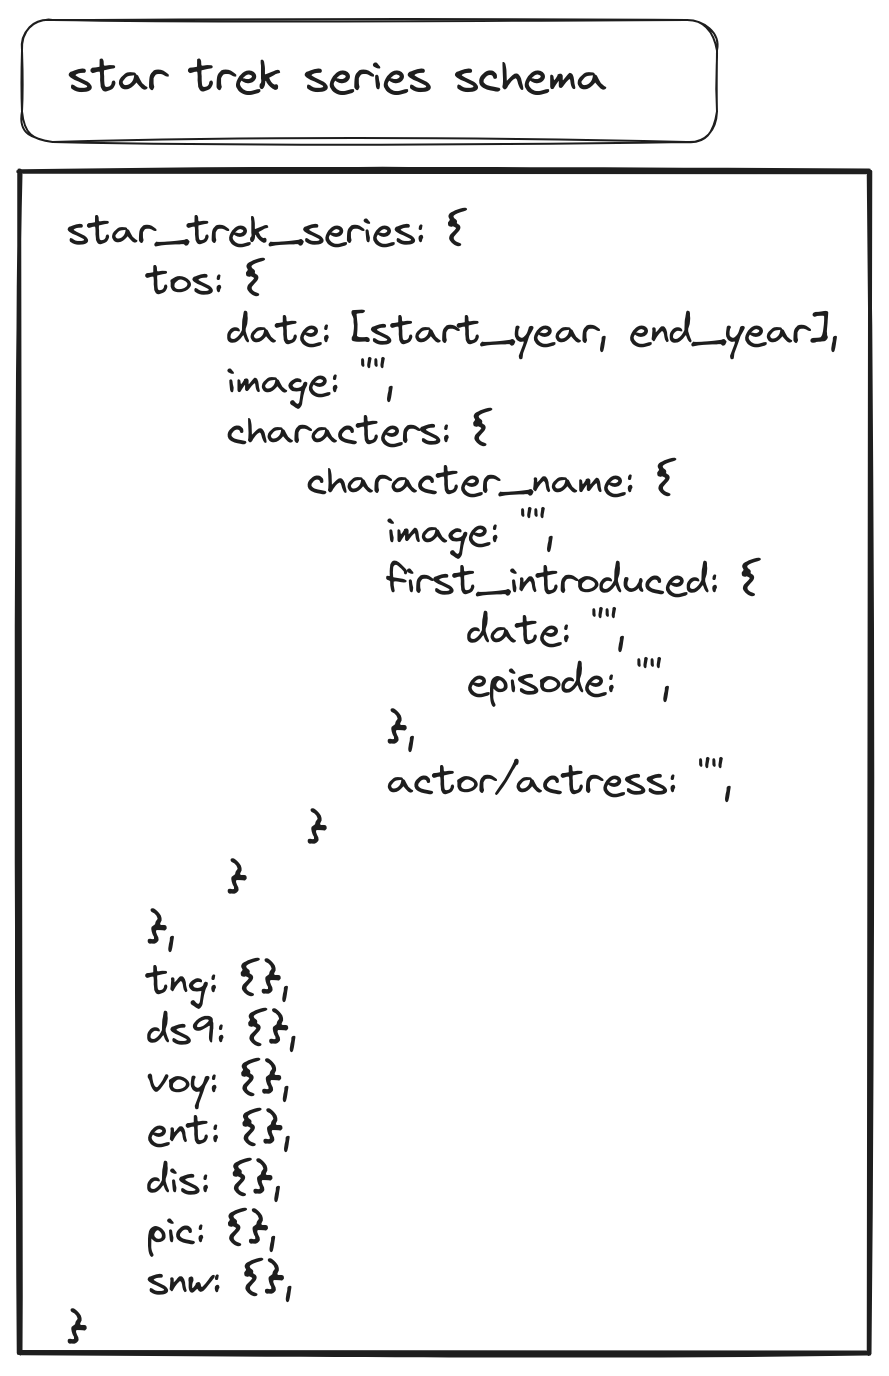 star trek series schema
star_trek_series: {
tos: {
date: [start_year, end_year],
image: "",
characters: {
character_name: {
image: "",
first_introduced: {
date: "",
episode: "",
},
actor/actress: "",
}
}
},
tng: {},
ds9: {},
voy: {},
ent: {},
dis: {},
pic: {},
snw: {},
}